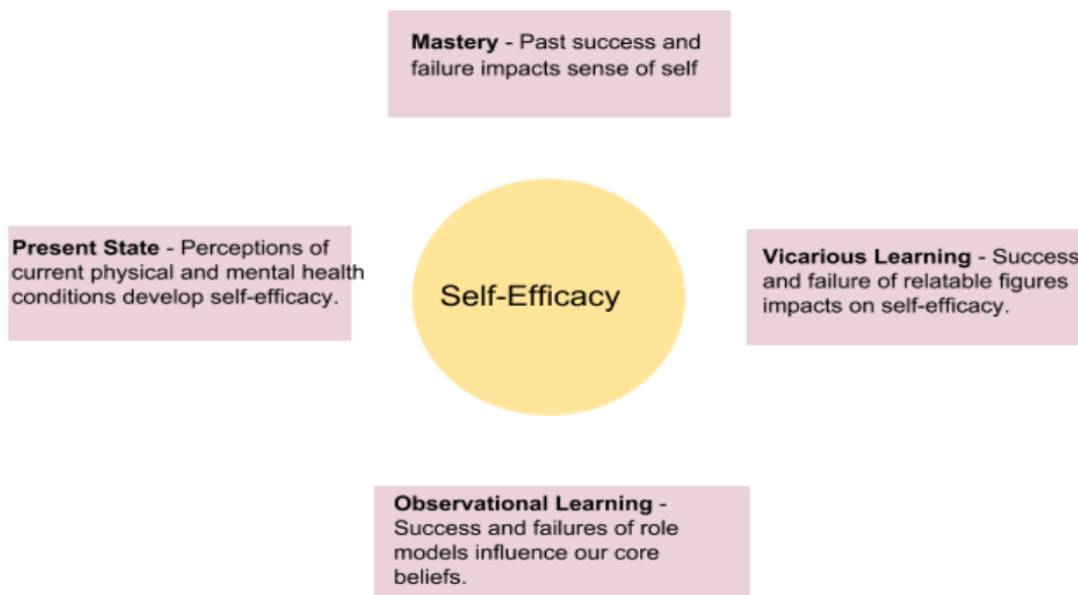 Mastery - Past success and
failure impacts sense of self
Present State - Perceptions of
current physical and mental health
conditions develop self-efficacy.
Self-Efficacy
Vicarious Learning - Success
and failure of relatable figures
impacts on self-efficacy.
Observational Learning -
Success and failures of role
models influence our core
beliefs.